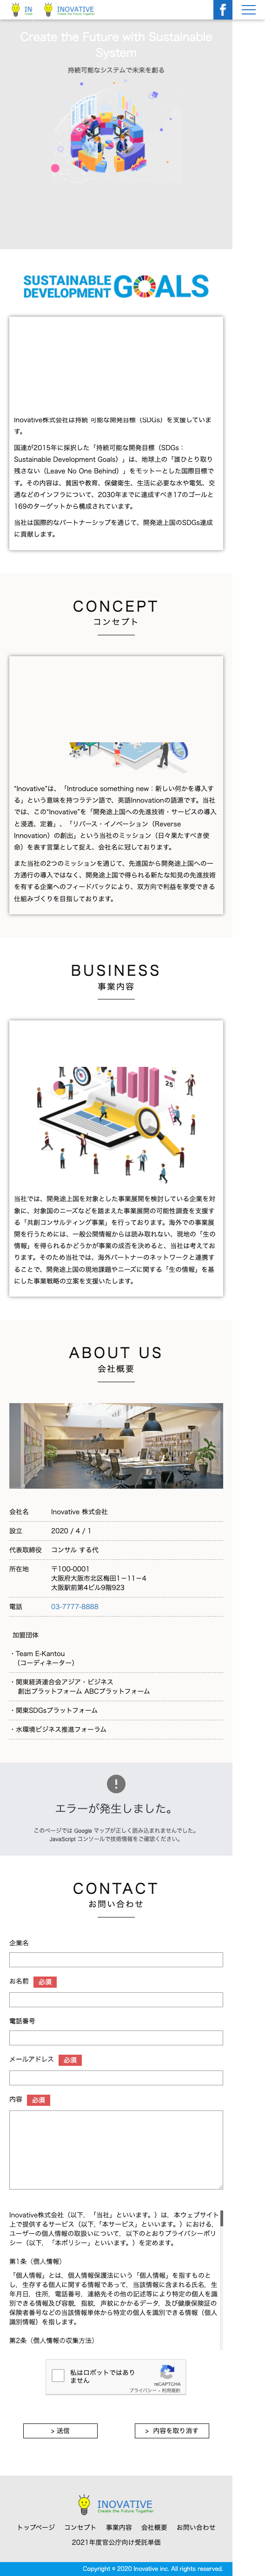 IN
Create
INOVATIVE
Create the Future Together
Create the Future with Sustainable
System
持続可能なシステムで未来を創る
SUSTAINABLE
DEVELOPMENT GOALS
Inovative株式会社は持続 可能な開発目標（SDGs）を支援していま
す。
国連が2015年に採択した「持続可能な開発目標（SDGs：
Sustainable Development Goals）」は、地球上の「誰ひとり取り
残さない（Leave No One Behind）」をモットーとした国際目標で
す。その内容は、貧困や教育、保健衛生、生活に必要な水や電気、交
通などのインフラについて、2030年までに達成すべき17のゴールと
169のターゲットから構成されています。
当社は国際的なパートナーシップを通じて、開発途上国のSDGs達成
に貢献します。
CONCEPT
コンセプト
"Inovative"は、「Introduce something new：新しい何かを導入す
る」という意味を持つラテン語で、英語Innovationの語源です。当社
では、この"Inovative"を「開発途上国への先進技術・サービスの導入
と浸透、定着」、「リバース・イノベーション（Reverse
Innovation）の創出」という当社のミッション（日々果たすべき使
命）を表す言葉として捉え、会社名に冠しております。
また当社の2つのミッションを通じて、先進国から開発途上国への一
方通行の導入ではなく、開発途上国で得られる新たな知見の先進技術
を有する企業へのフィードバックにより、双方向で利益を享受できる
仕組みづくりを目指しております。
BUSINESS
事業内容
25
当社では、開発途上国を対象とした事業展開を検討している企業を対
象に、対象国のニーズなどを踏まえた事業展開の可能性調査を支援す
る「共創コンサルティング事業」を行っております。海外での事業展
開を行うためには、一般公開情報からは読み取れない、現地の「生の
情報」を得られるかどうかが事業の成否を決めると、当社は考えてお
ります。そのため当社では、海外パートナーのネットワークと連携す
ることで、開発途上国の現地課題やニーズに関する「生の情報」を基
にした事業戦略の立案を支援いたします。
ABOUT US
会社概要
会社名 Inovative 株式会社
設立 2020 / 4 / 1
代表取締役 コンサル する代
所在地 〒100-0001
大阪府大阪市北区梅田1－11－4
大阪駅前第4ビル9階923
電話 03-7777-8888
加盟団体
・Team E-Kantou
（コーディネーター）
・関東経済連合会アジア・ビジネス
創出プラットフォーム ABCプラットフォーム
・関東SDGsプラットフォーム
・水環境ビジネス推進フォーラム
エラーが発生しました。
このページでは Google マップが正しく読み込まれませんでした。
JavaScript コンソールで技術情報をご確認ください。
CONTACT
お問い合わせ
企業名
お名前 必須
電話番号
メールアドレス 必須
内容 必須
Inovative株式会社（以下，「当社」といいます。）は，本ウェブサイト
上で提供するサービス（以下,「本サービス」といいます。）における，
ユーザーの個人情報の取扱いについて，以下のとおりプライバシーポリ
シー（以下，「本ポリシー」といいます。）を定めます。
第1条（個人情報）
「個人情報」とは，個人情報保護法にいう「個人情報」を指すものと
し，生存する個人に関する情報であって，当該情報に含まれる氏名，生
年月日，住所，電話番号，連絡先その他の記述等により特定の個人を識
別できる情報及び容貌，指紋，声紋にかかるデータ，及び健康保険証の
保険者番号などの当該情報単体から特定の個人を識別できる情報（個人
識別情報）を指します。
第2条（個人情報の収集方法）
私はロボットではあり
ません
reCAPTCHA
プライバシー - 利用規約
> 送信
> 内容を取り消す
INOVATIVE
Create the Future Together
トップページ コンセプト 事業内容 会社概要 お問い合わせ
2021年度官公庁向け受託単価
Copyright © 2020 Inovative inc. All rights reserved.